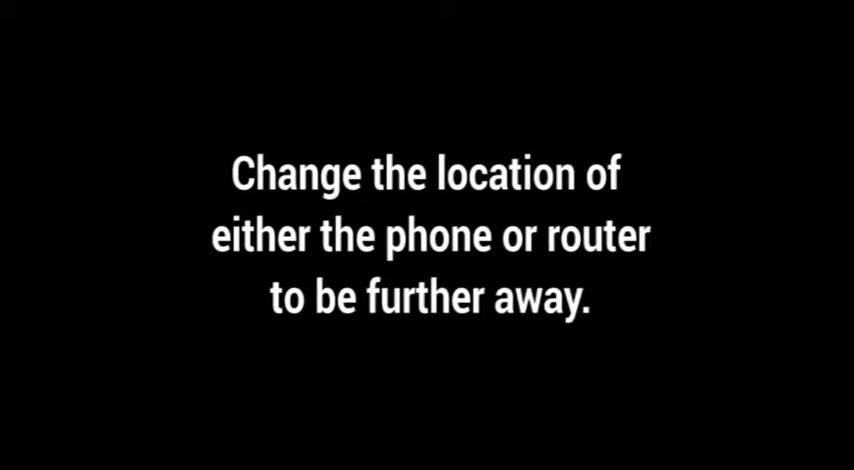 Change the location of
either the phone or router
to be further away.